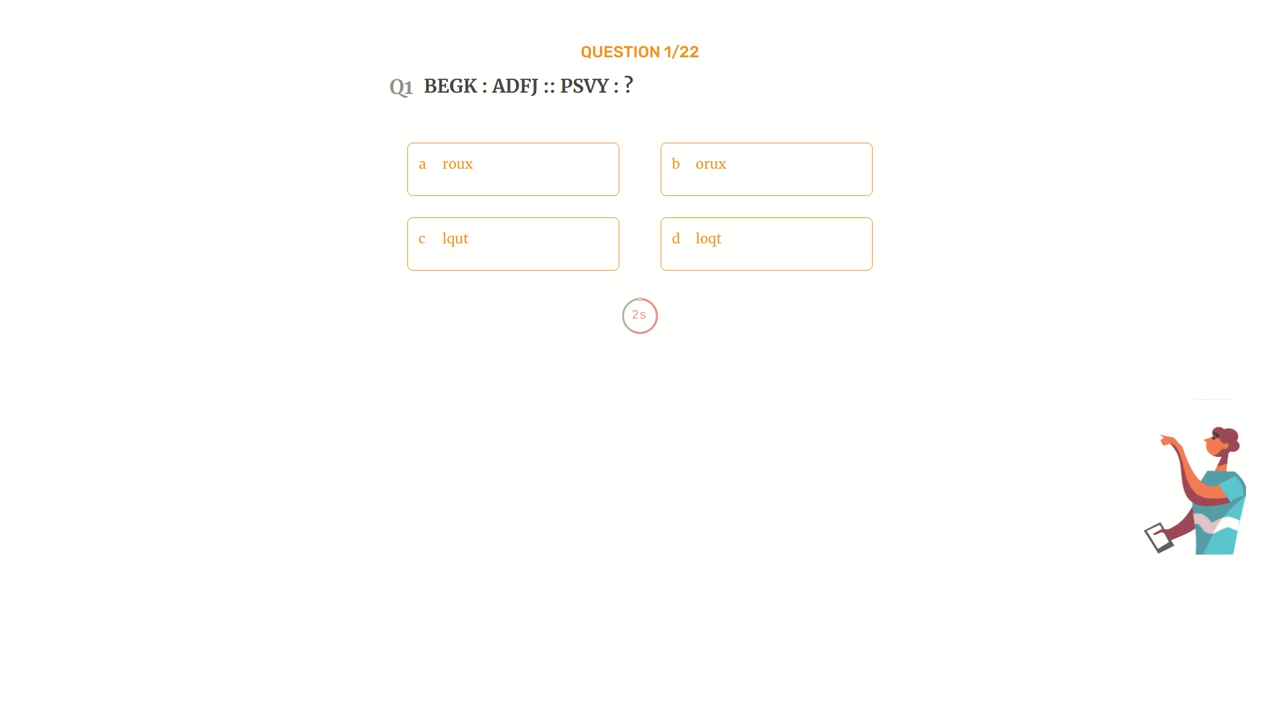 QUESTION 1/22
Q1 BEGK : ADFJ :: PSVY : ?
a roux
b orux
c lqut
d loqt
2s